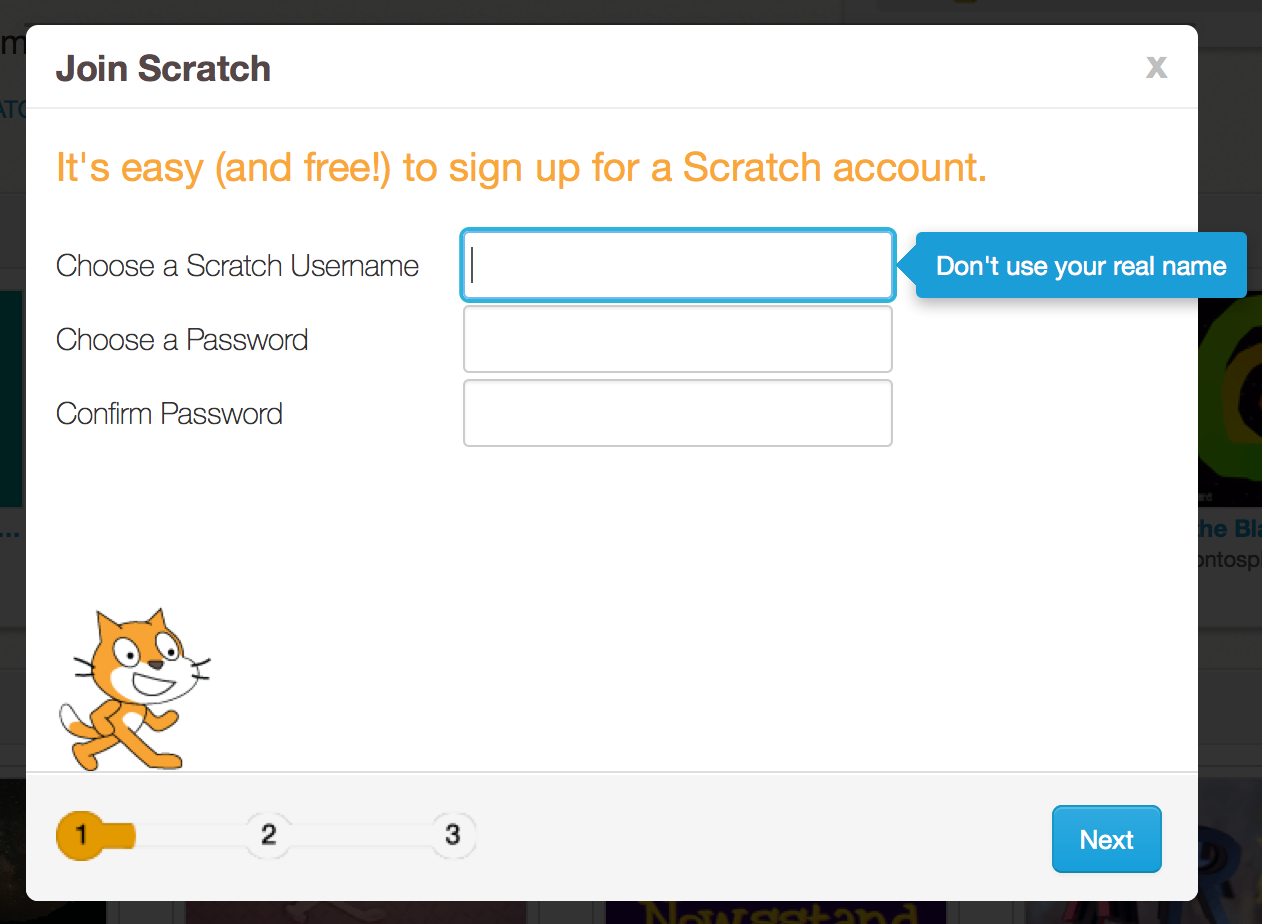 Join Scratch
x
It's easy (and free!) to sign up for a Scratch account.
Choose a Scratch Username
Don't use your real name
Choose a Password
Confirm Password
1
2
3
Next
Newsstand